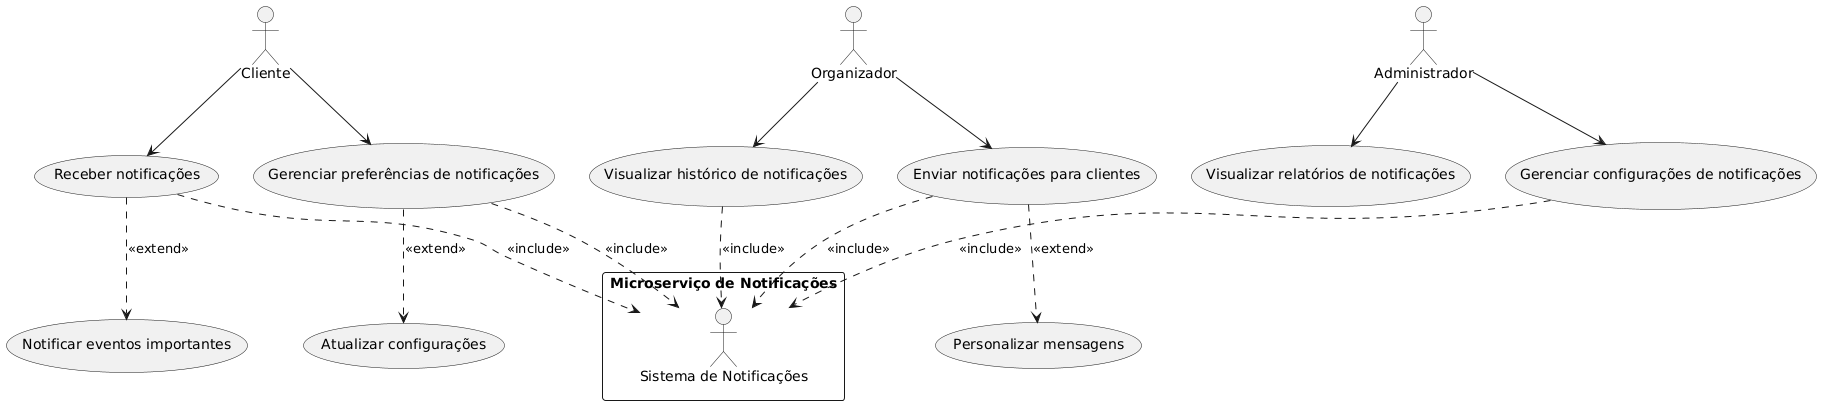 Cliente
Organizador
Administrador
Receber notificações
Gerenciar preferências de notificações
Visualizar histórico de notificações
Enviar notificações para clientes
Visualizar relatórios de notificações
Gerenciar configurações de notificações
«extend»
«extend»
«include»
«include»
«include»
«include»
«include»
«extend»
Microserviço de Notificações
Notificar eventos importantes
Atualizar configurações
Sistema de Notificações
Personalizar mensagens